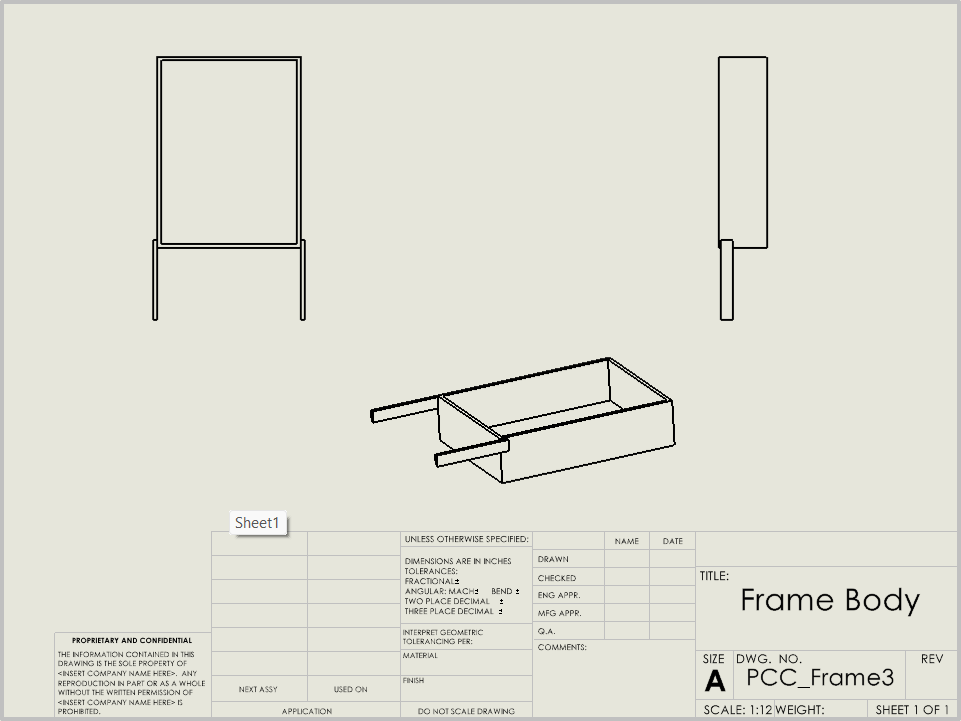 Sheet1
UNLESS OTHERWISE SPECIFIED:
DIMENSIONS ARE IN INCHES
TOLERANCES:
FRACTIONAL±
ANGULAR: MACH± BEND ±
TWO PLACE DECIMAL ±
THREE PLACE DECIMAL ±
INTERPRET GEOMETRIC
TOLERANCING PER:
MATERIAL
FINISH
DO NOT SCALE DRAWING
NAME DATE
DRAWN
CHECKED
ENG APPR.
MFG APPR.
Q.A.
COMMENTS:
PROPRIETARY AND CONFIDENTIAL
THE INFORMATION CONTAINED IN THIS
DRAWING IS THE SOLE PROPERTY OF
<INSERT COMPANY NAME HERE>. ANY
REPRODUCTION IN PART OR AS A WHOLE
WITHOUT THE WRITTEN PERMISSION OF
<INSERT COMPANY NAME HERE> IS
PROHIBITED.
NEXT ASSY USED ON
APPLICATION
TITLE:
Frame Body
SIZE DWG. NO. REV
A PCC_Frame3
SCALE: 1:12 WEIGHT: SHEET 1 OF 1